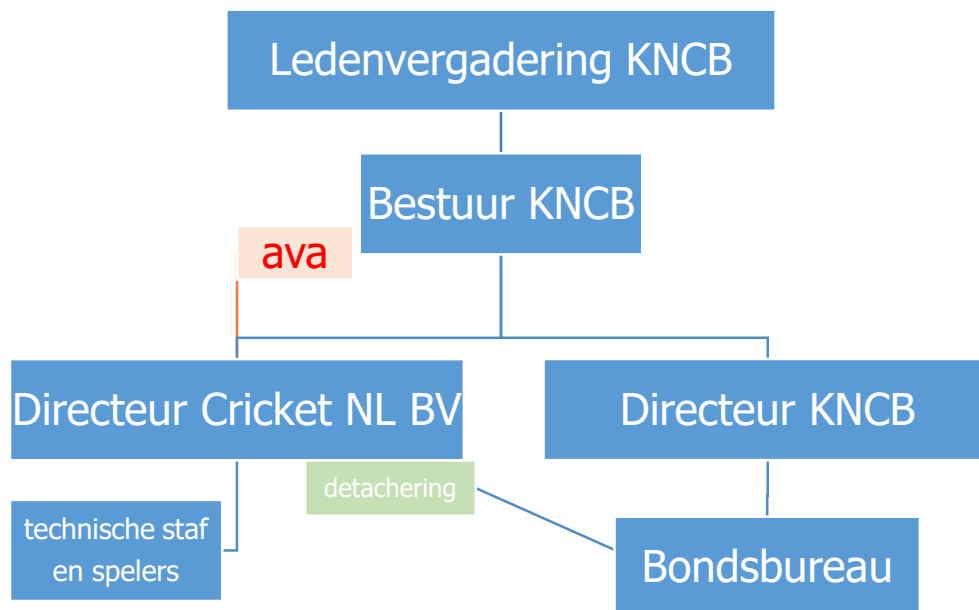 Ledenvergadering KNCB
Bestuur KNCB
ava
Directeur Cricket NL BV
Directeur KNCB
detachering
technische staf
en spelers
Bondsbureau